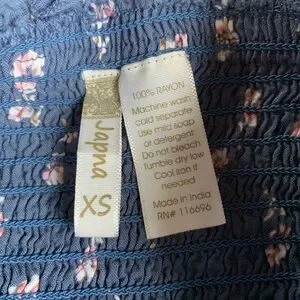 Japna
XS
100% RAYON
Machine wash
cold separate
Use mild soap
or detergent
Do not bleach
Tumble dry low
Cool Iron if
needed
Made in India
RN# 116696